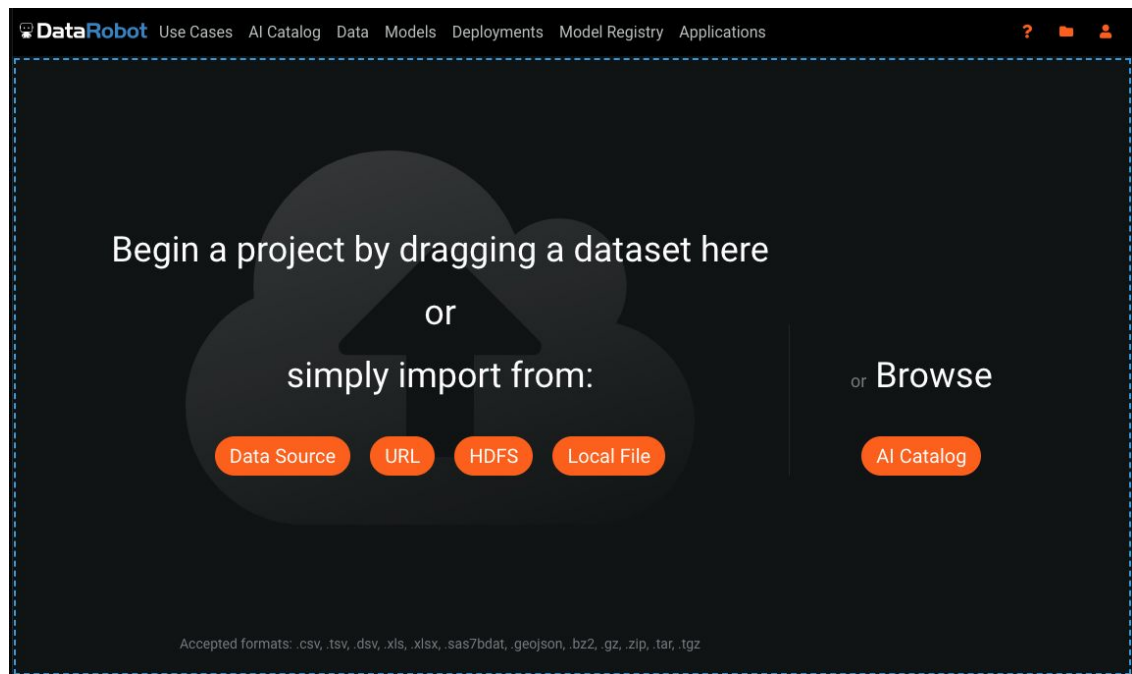 DataRobot Use Cases AI Catalog Data Models Deployments Model Registry Applications ?
Begin a project by dragging a dataset here
or
simply import from:
or Browse
Data Source URL HDFS Local File AI Catalog
Accepted formats: .csv, .tsv, .dsv, .xls, .xlsx, .sas7bdat, .geojson, .bz2, .gz, .zip, .tar, .tgz